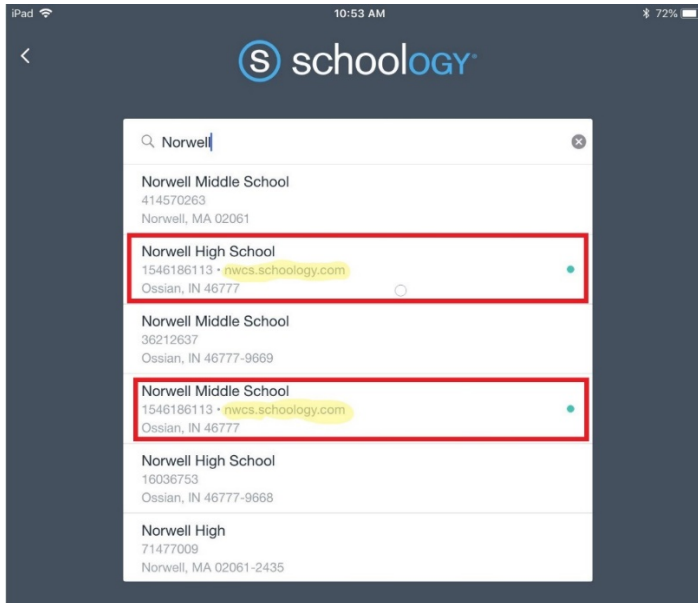 iPad
10:53 AM
72%
S schoology
Norwell
Norwell Middle School
414570263
Norwell, MA 02061
Norwell High School
1546186113 • nwcs.schoology.com
Ossian, IN 46777
Norwell Middle School
36212637
Ossian, IN 46777-9669
Norwell Middle School
1546186113 • nwcs.schoology.com
Ossian, IN 46777
Norwell High School
16036753
Ossian, IN 46777-9668
Norwell High
71477009
Norwell, MA 02061-2435